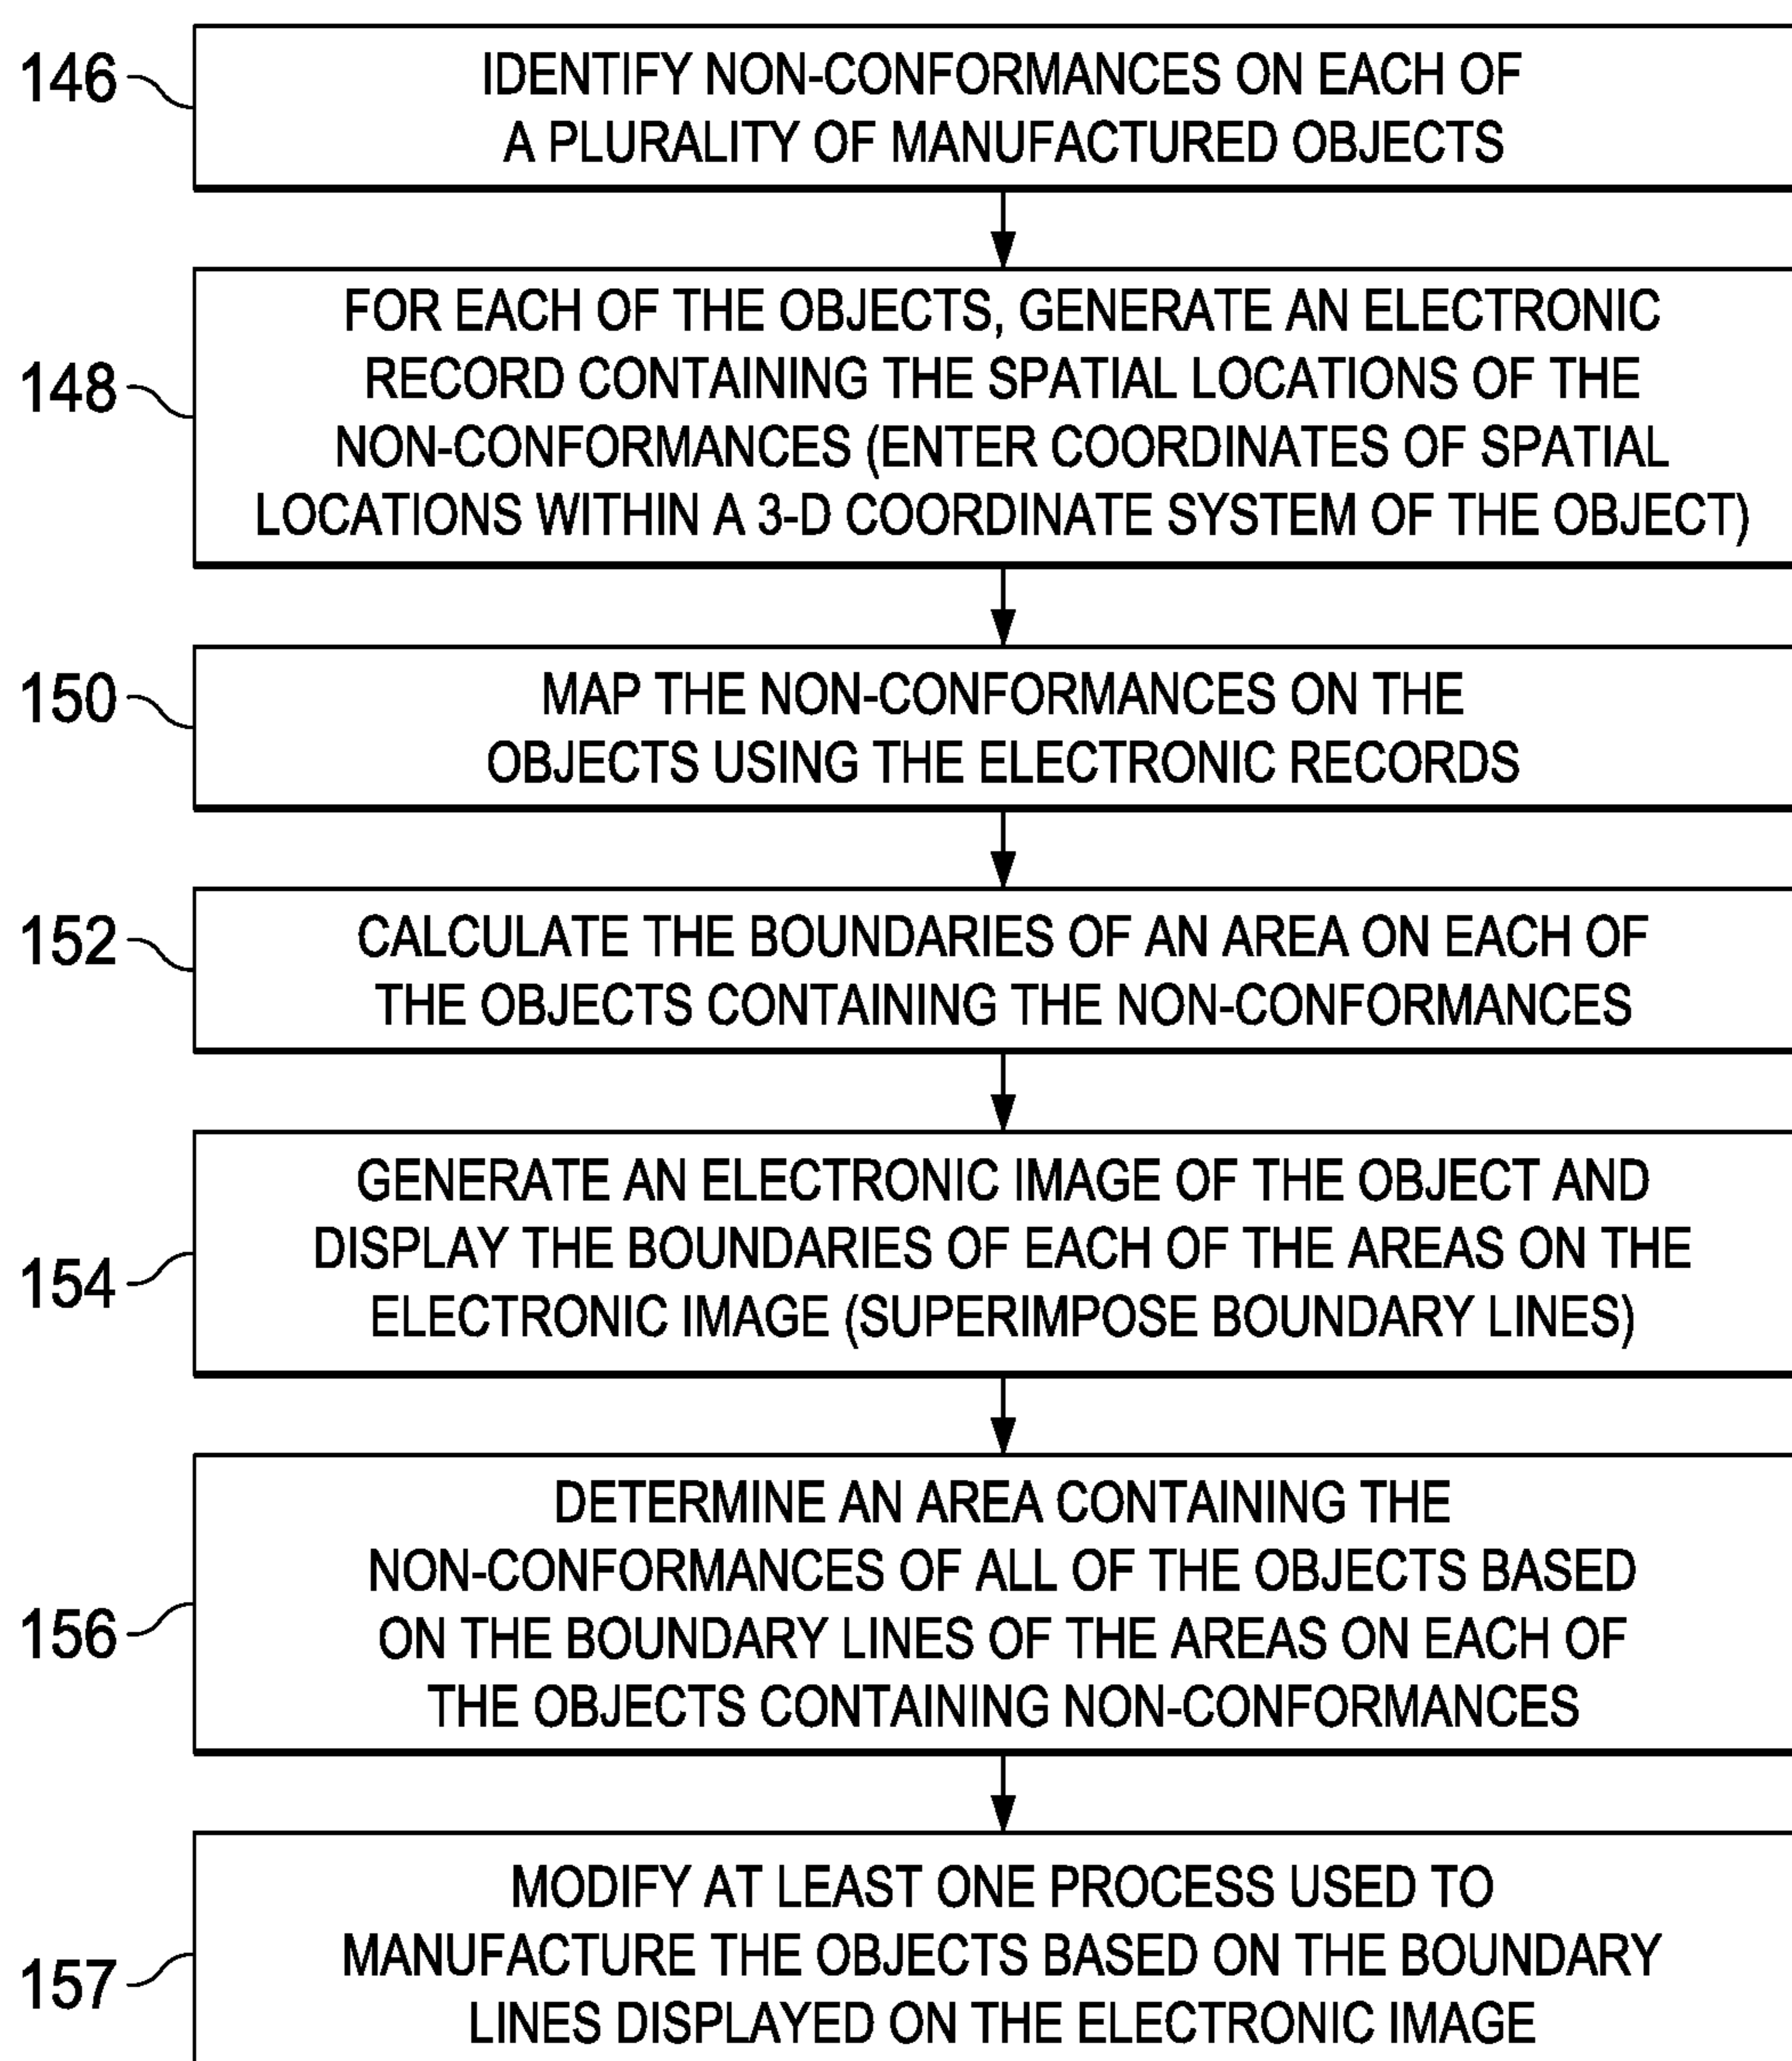 146
IDENTIFY NON-CONFORMANCES ON EACH OF
A PLURALITY OF MANUFACTURED OBJECTS
148
FOR EACH OF THE OBJECTS, GENERATE AN ELECTRONIC
RECORD CONTAINING THE SPATIAL LOCATIONS OF THE
NON-CONFORMANCES (ENTER COORDINATES OF SPATIAL
LOCATIONS WITHIN A 3-D COORDINATE SYSTEM OF THE OBJECT)
150
MAP THE NON-CONFORMANCES ON THE
OBJECTS USING THE ELECTRONIC RECORDS
152
CALCULATE THE BOUNDARIES OF AN AREA ON EACH OF
THE OBJECTS CONTAINING THE NON-CONFORMANCES
154
GENERATE AN ELECTRONIC IMAGE OF THE OBJECT AND
DISPLAY THE BOUNDARIES OF EACH OF THE AREAS ON THE
ELECTRONIC IMAGE (SUPERIMPOSE BOUNDARY LINES)
156
DETERMINE AN AREA CONTAINING THE
NON-CONFORMANCES OF ALL OF THE OBJECTS BASED
ON THE BOUNDARY LINES OF THE AREAS ON EACH OF
THE OBJECTS CONTAINING NON-CONFORMANCES
157
MODIFY AT LEAST ONE PROCESS USED TO
MANUFACTURE THE OBJECTS BASED ON THE BOUNDARY
LINES DISPLAYED ON THE ELECTRONIC IMAGE